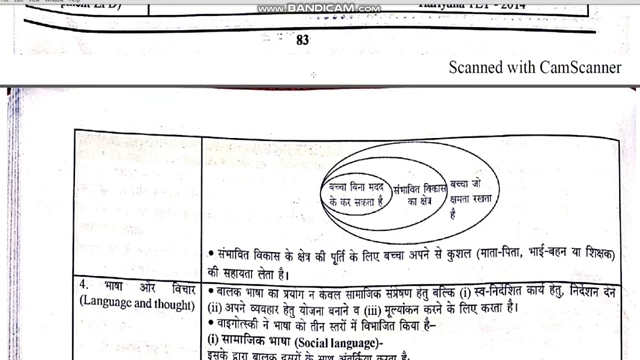 WWW.BANDICAM.COM
Haryana TET - 2014
83
Scanned with CamScanner
बच्चा बिना मदद
के कर सकता है
संभावित विकास
का क्षेत्र
बच्चा जो
क्षमता रखता
है
• संभावित विकास के क्षेत्र की पूर्ति के लिए बच्चा अपने से कुशल (माता-पिता, भाई-बहन या शिक्षक)
की सहायता लेता है।
4. भाषा और विचार
(Language and thought)
• बालक भाषा का प्रयोग न केवल सामाजिक संप्रेषण हेतु बल्कि (i) स्व-निर्देशित कार्य हेतु, निर्देशन देने
(ii) अपने व्यवहार हेतु योजना बनाने व (iii) मूल्यांकन करने के लिए करता है।
• वाइगोत्स्की ने भाषा को तीन स्तरों में विभाजित किया है–
(i) सामाजिक भाषा (Social language)-
इसके द्वारा बालक दूसरों के साथ अंतर्क्रिया करता है।